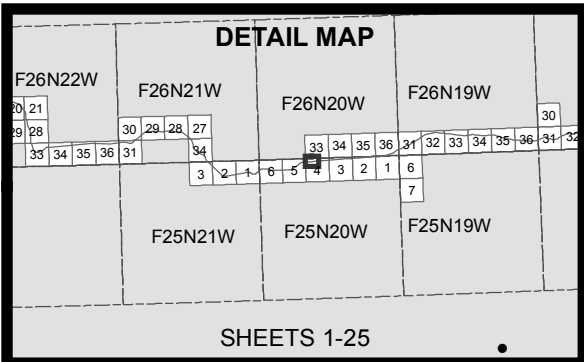 DETAIL MAP
F26N22W F26N21W F26N20W F26N19W
20 21
30
29 28 30 29 28 27
33 34 35 36 31 34 33 34 35 36 31 32 33 34 35 36 31 32
3 2 1 6 5 4 3 2 1 6
7
F25N21W F25N20W F25N19W
SHEETS 1-25